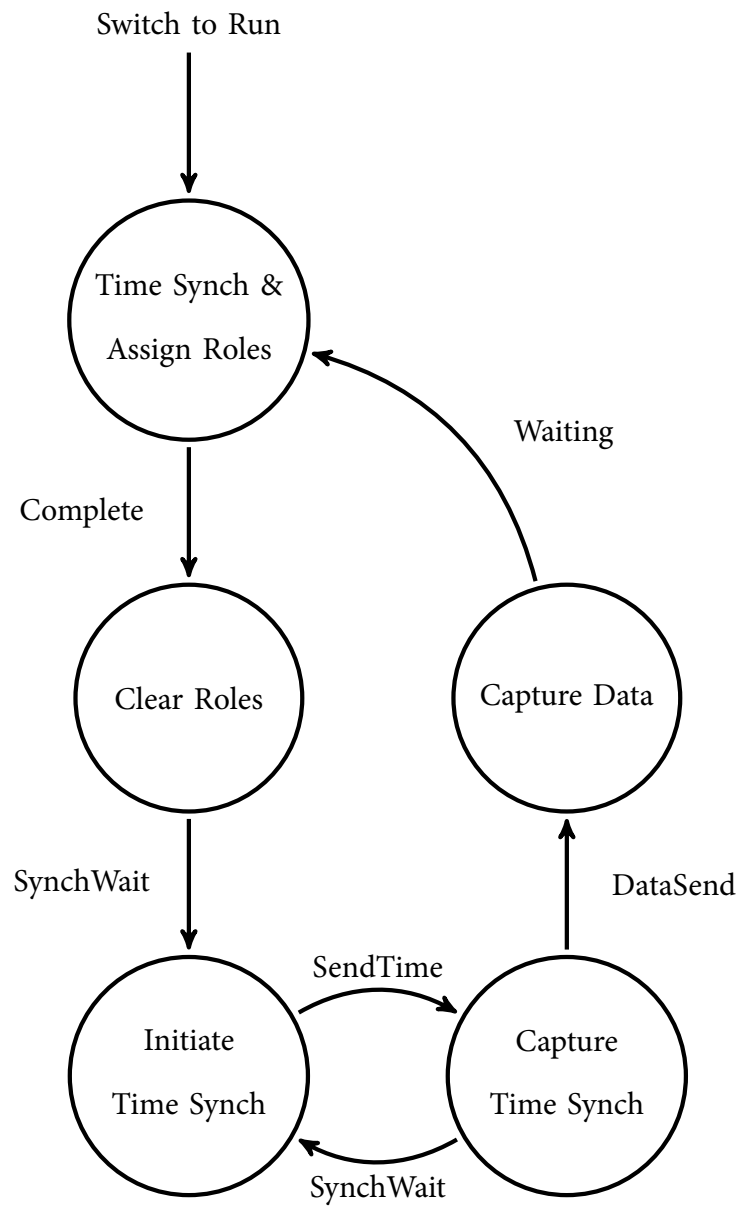 Switch to Run
Time Synch &
Assign Roles
Waiting
Complete
Clear Roles
Capture Data
SynchWait
DataSend
SendTime
Initiate
Time Synch
Capture
Time Synch
SynchWait